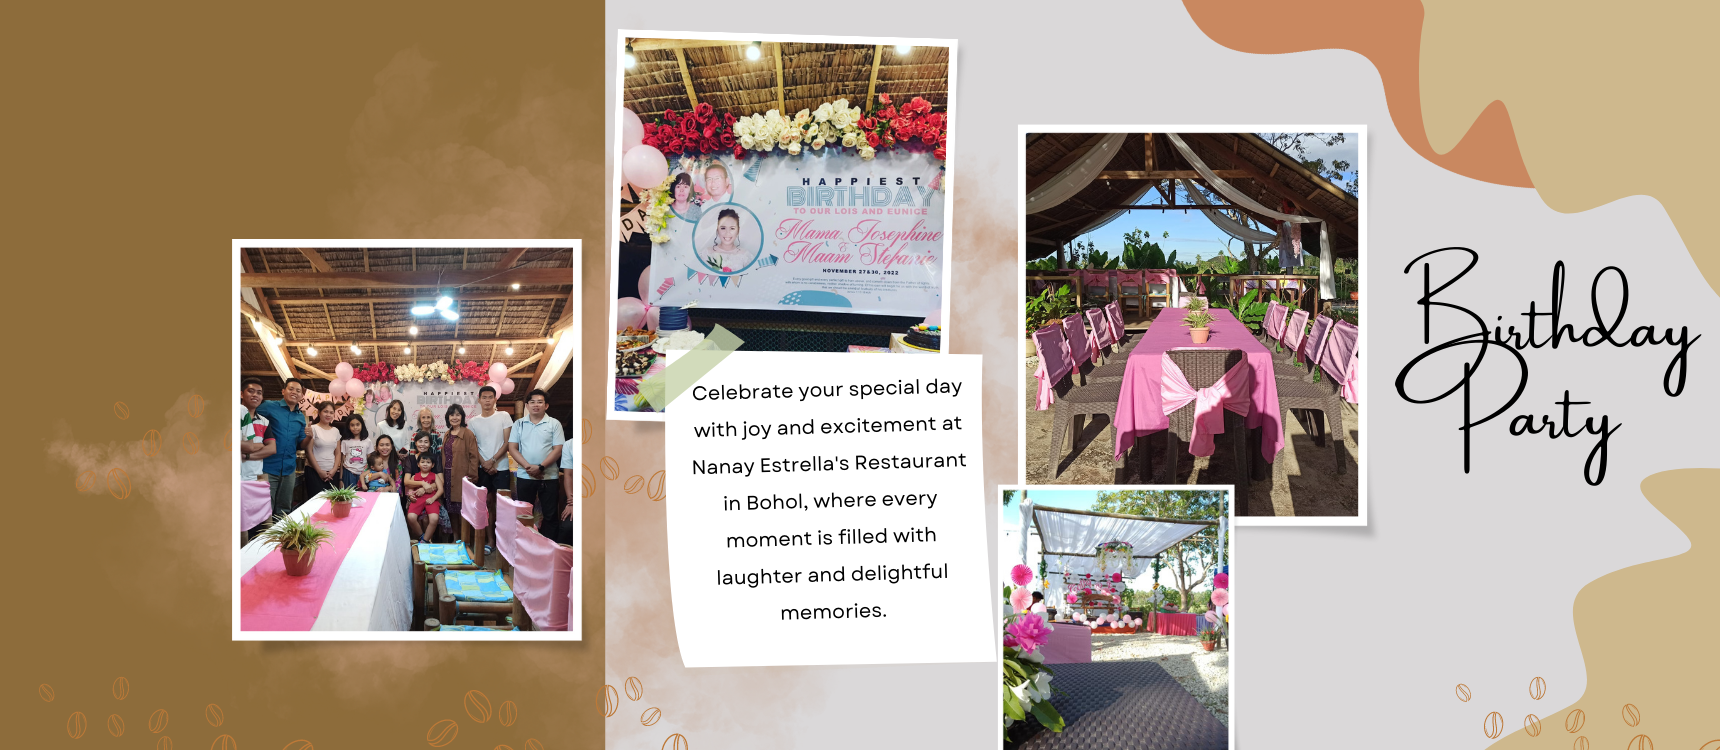 HAPPIEST
BIRTHDAY
TO OUR LOIS AND EUNICE
Mama Josephine
&
Maam Stefanie
NOVEMBER 27&30, 2022
HAPPIEST
BIRTHDAY
Celebrate your special day
with joy and excitement at
Nanay Estrella's Restaurant
in Bohol, where every
moment is filled with
laughter and delightful
memories.
Birthday
Party